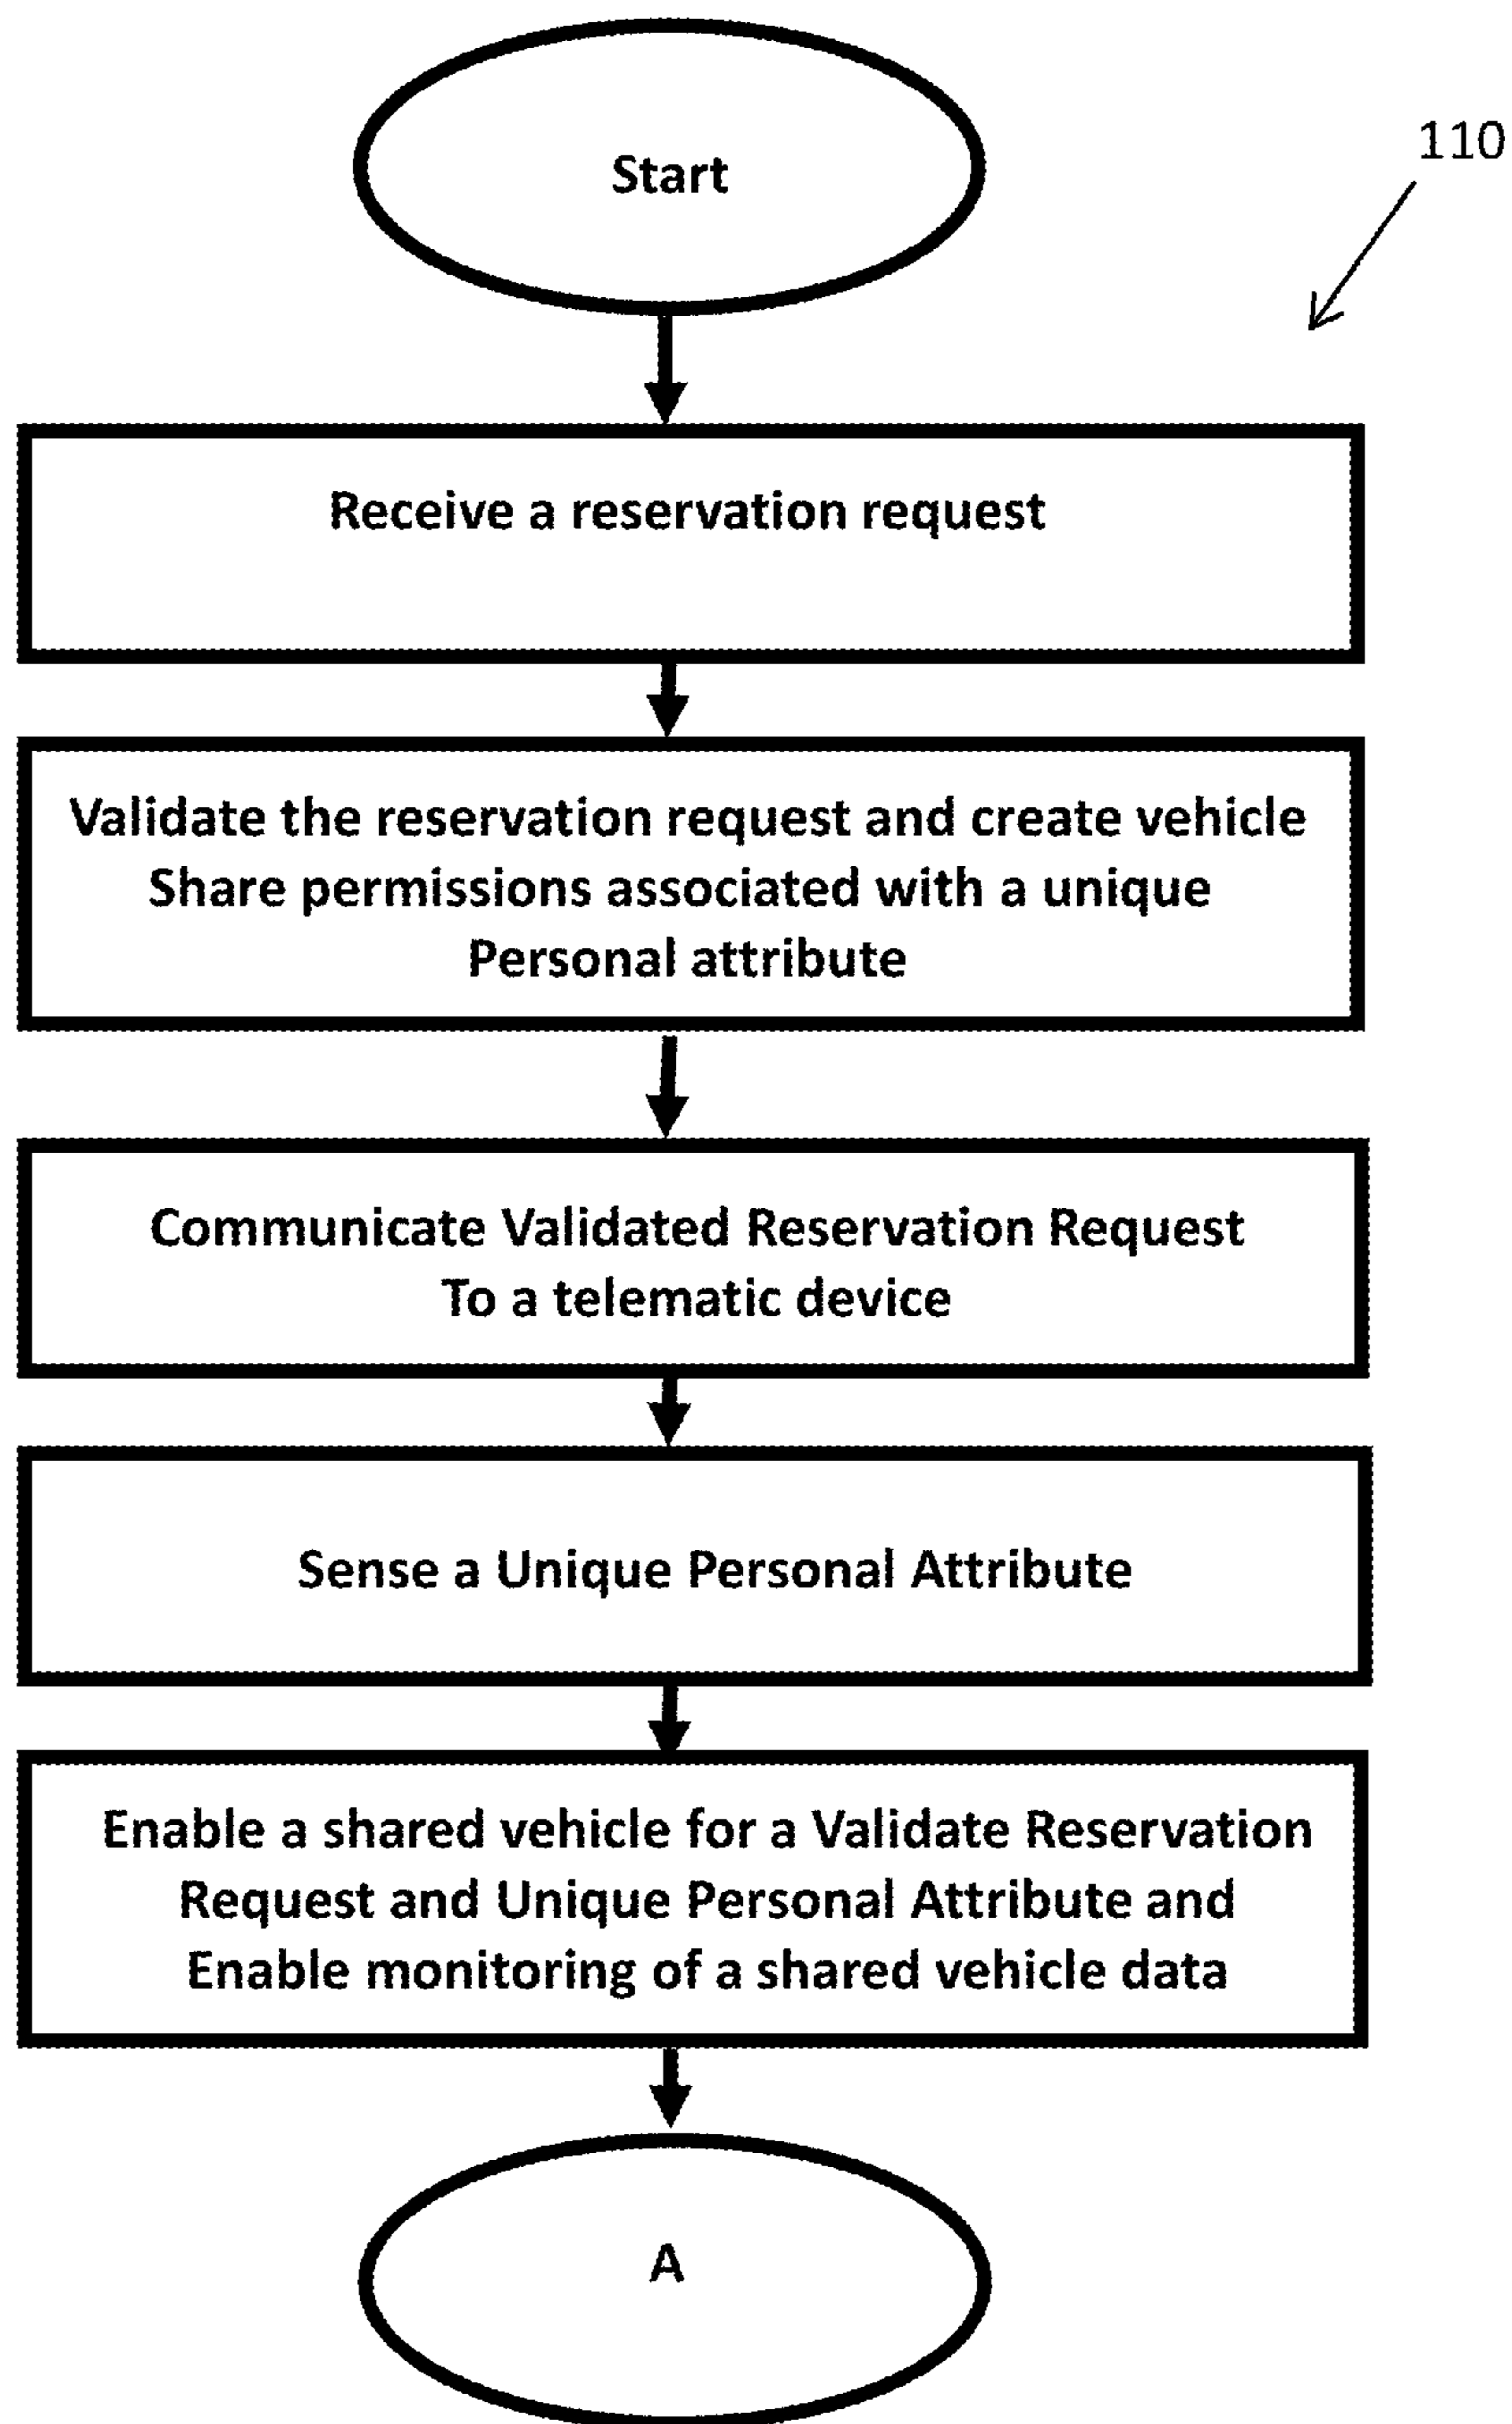 Start
110
Receive a reservation request
Validate the reservation request and create vehicle
Share permissions associated with a unique
Personal attribute
Communicate Validated Reservation Request
To a telematic device
Sense a Unique Personal Attribute
Enable a shared vehicle for a Validate Reservation
Request and Unique Personal Attribute and
Enable monitoring of a shared vehicle data
A